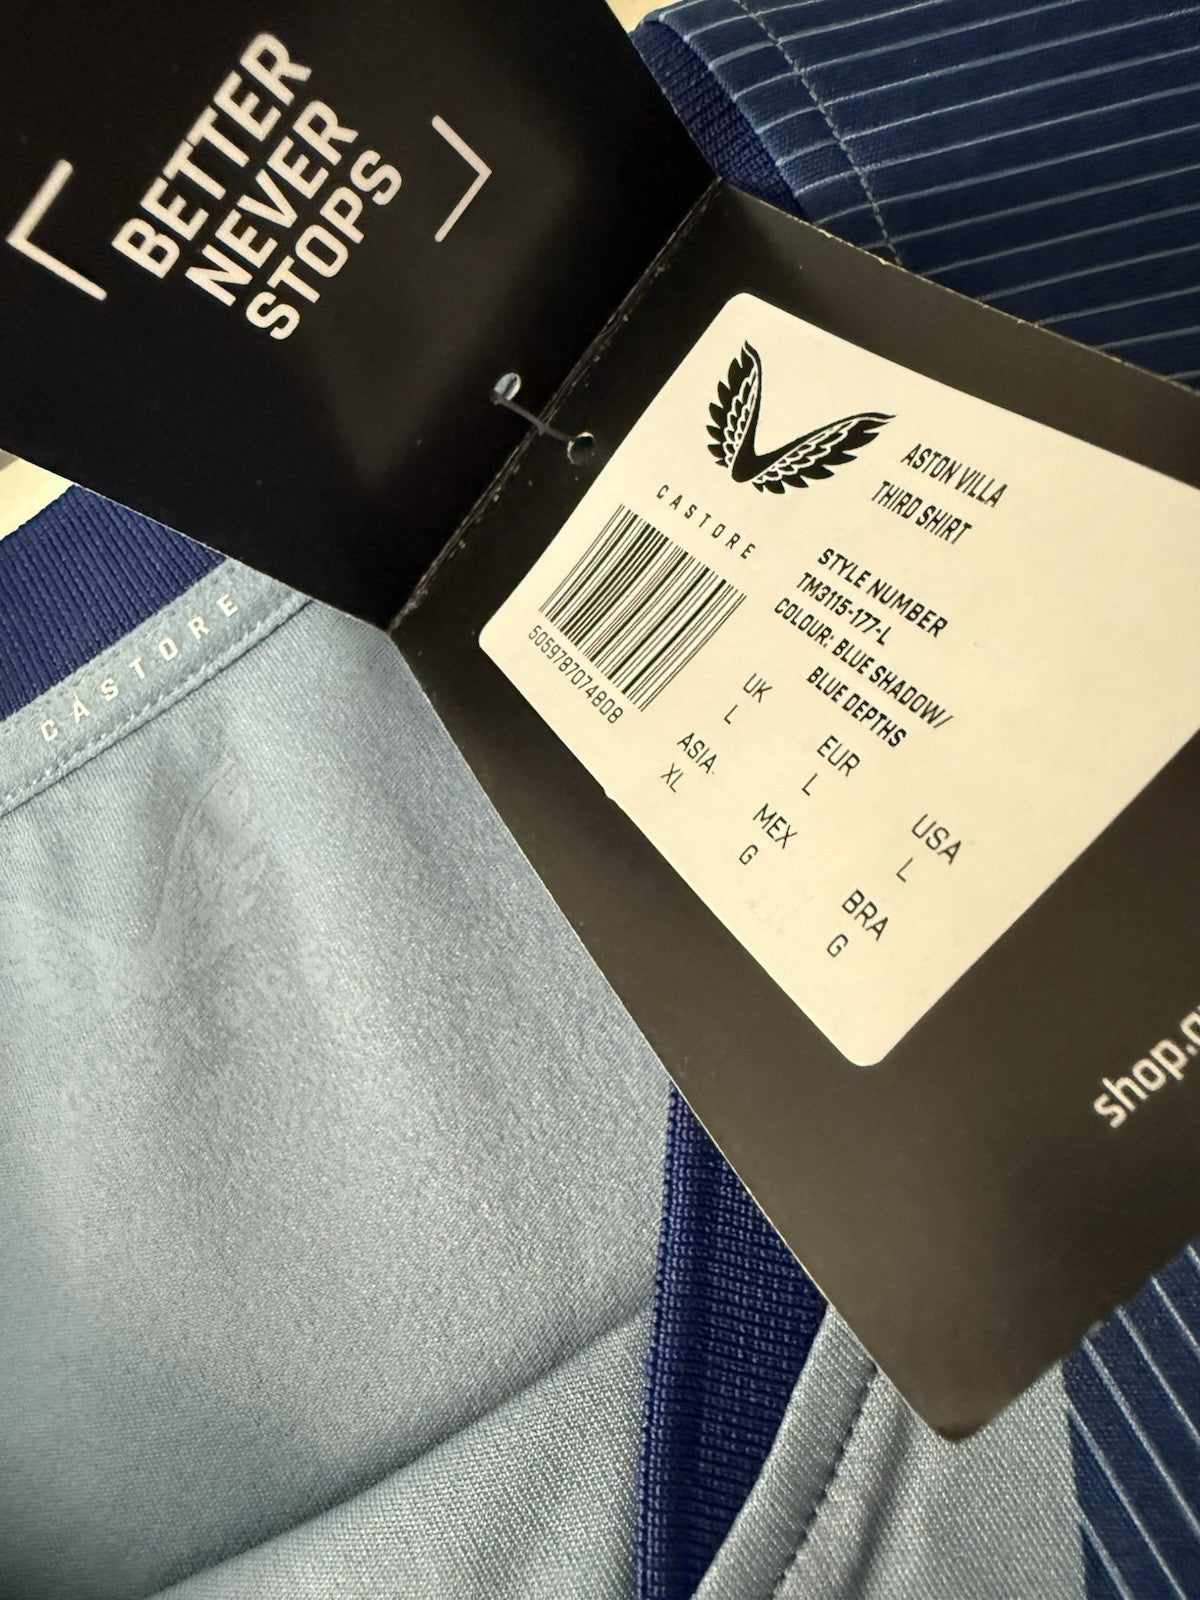 BETTER
NEVER
STOPS
CASTORE
ASTON VILLA
THIRD SHIRT
STYLE NUMBER
TM3115-177-L
COLOUR: BLUE SHADOW/
BLUE DEPTHS
5059787074808
UK
L
EUR
L
USA
L
ASIA
XL
MEX
G
BRA
G
CASTORE